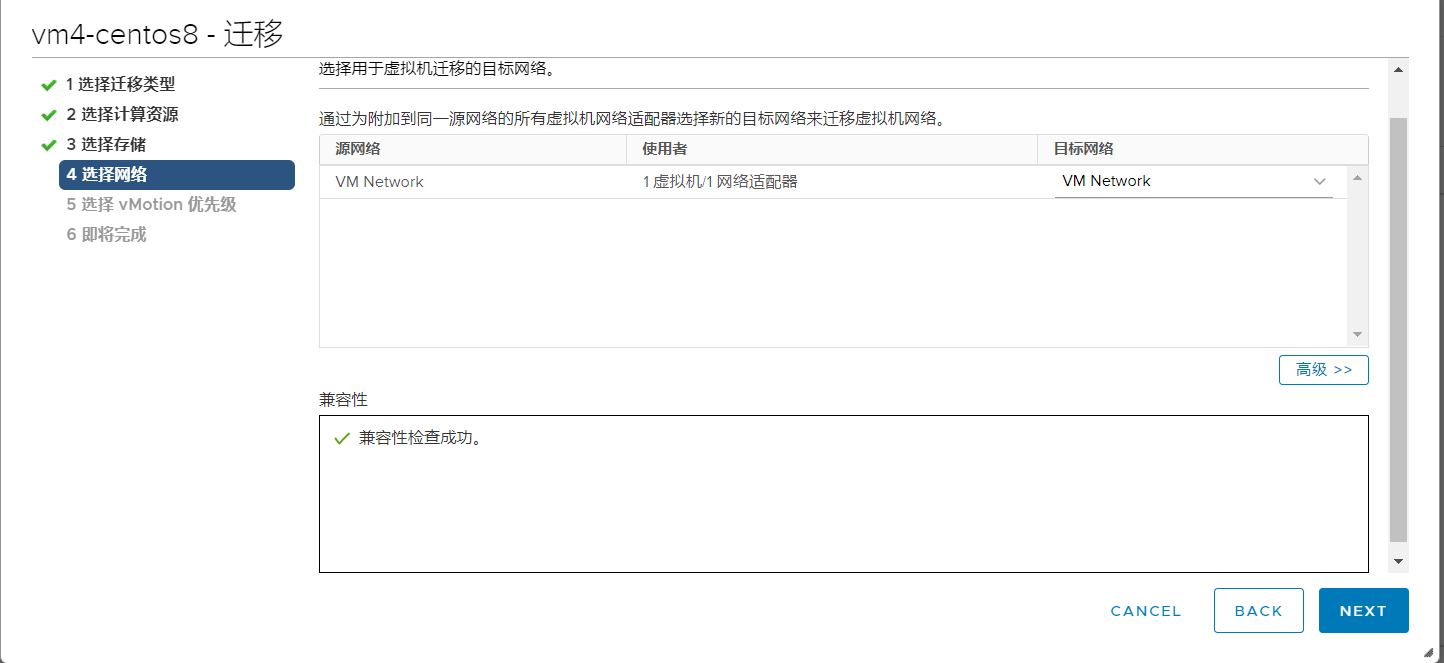 vm4-centos8 - 迁移
1 选择迁移类型
2 选择计算资源
3 选择存储
4 选择网络
5 选择 vMotion 优先级
6 即将完成
选择用于虚拟机迁移的目标网络。
通过为附加到同一源网络的所有虚拟机网络适配器选择新的目标网络来迁移虚拟机网络。
源网络 使用者 目标网络
VM Network 1 虚拟机/1 网络适配器 VM Network
高级 >>
兼容性
兼容性检查成功。
CANCEL BACK NEXT